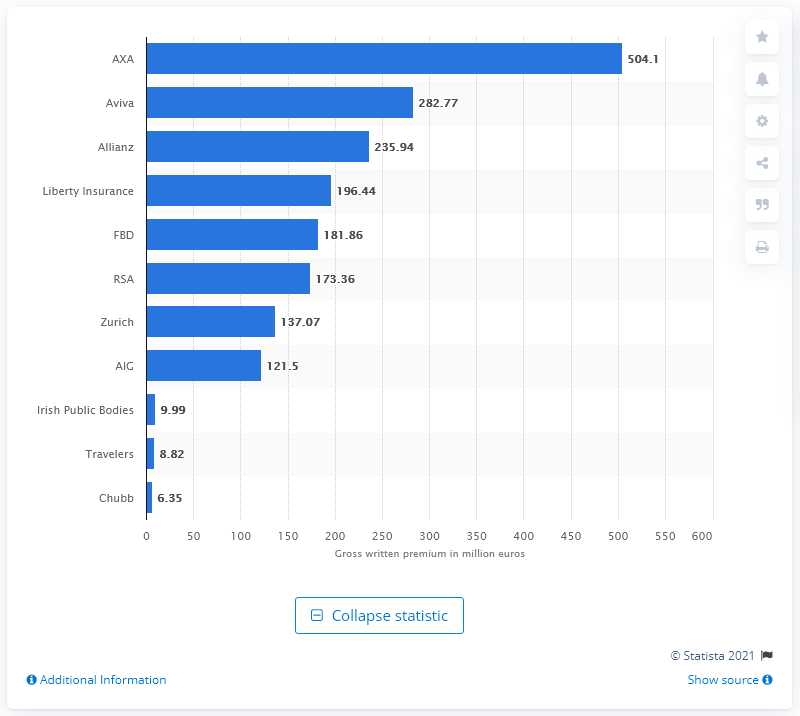 AXA 504.1
Aviva 282.77
Allianz 235.94
Liberty Insurance 196.44
FBD 181.86
RSA 173.36
Zurich 137.07
AIG 121.5
Irish Public Bodies 9.99
Travelers 8.82
Chubb 6.35
0 50 100 150 200 250 300 350 400 450 500 550 600
Gross written premium in million euros
Collapse statistic
© Statista 2021
Additional Information
Show source